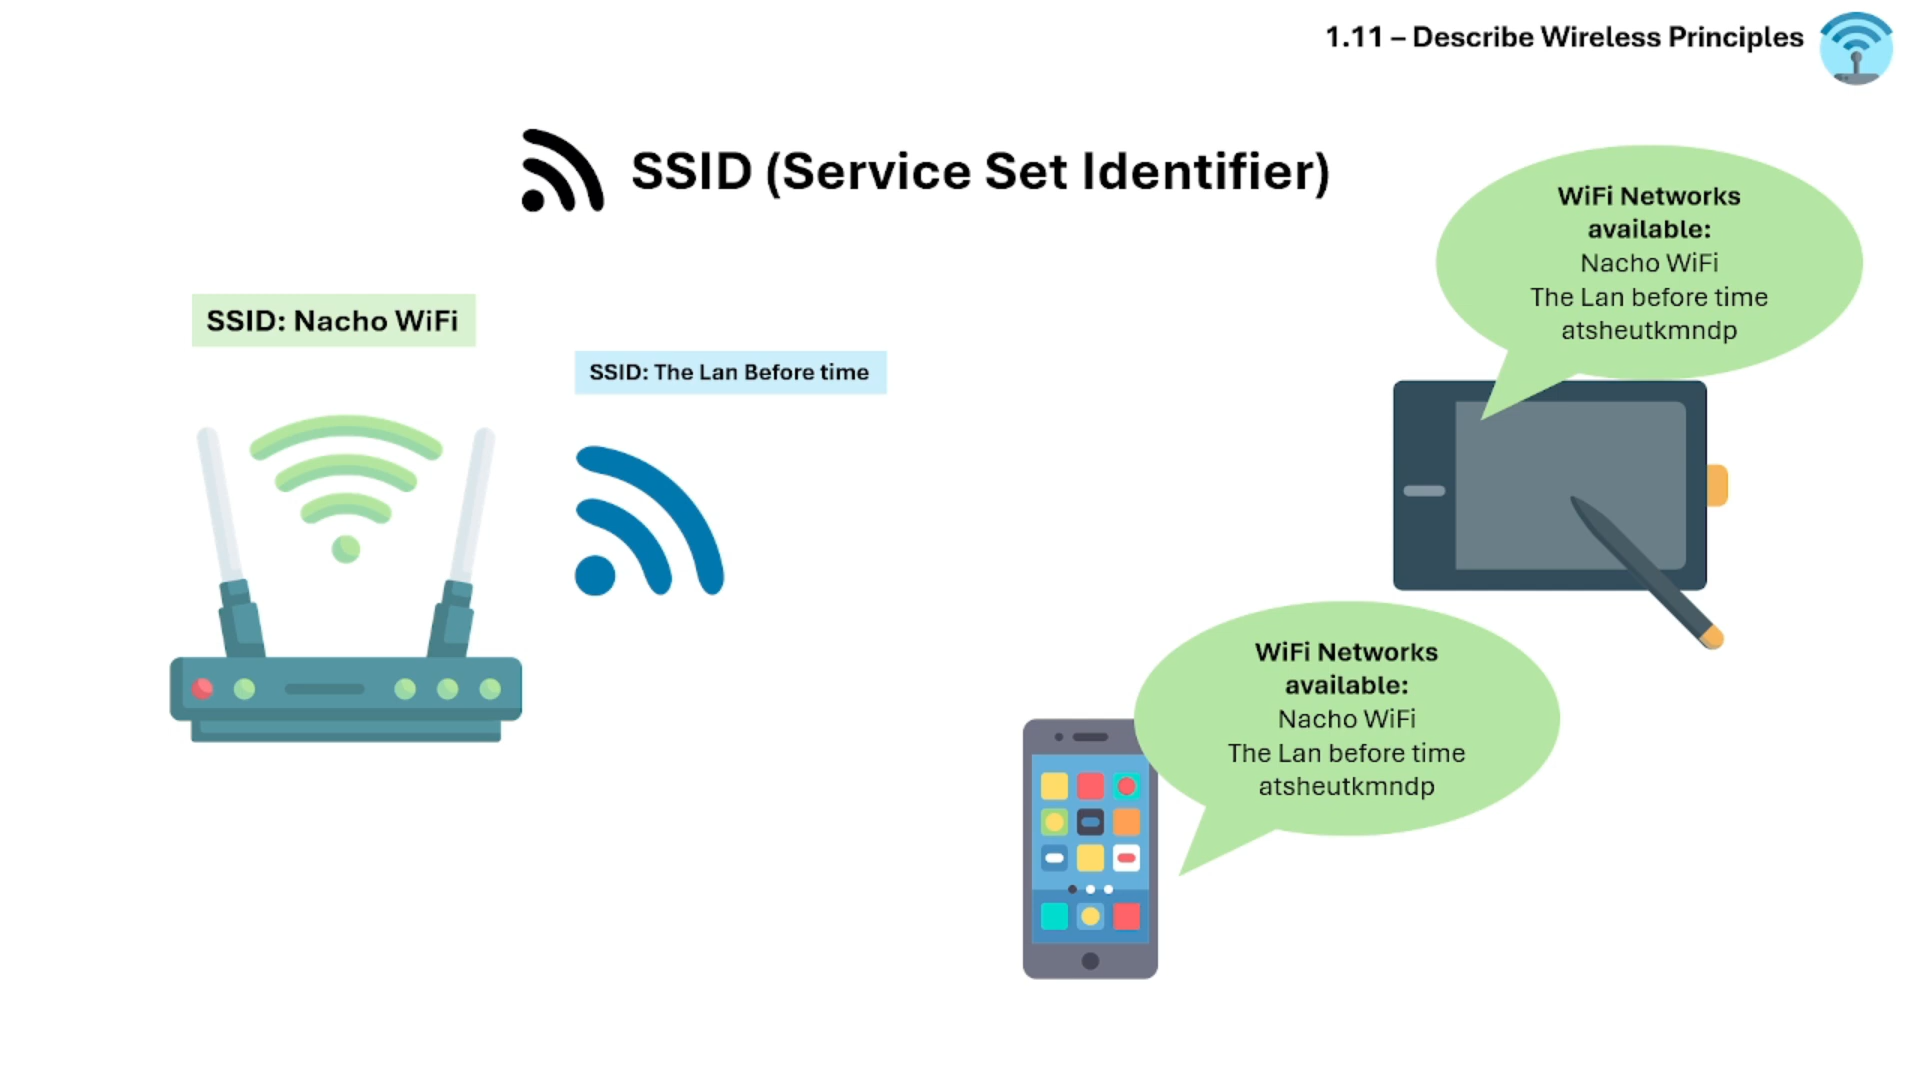 1.11 – Describe Wireless Principles
SSID (Service Set Identifier)
WiFi Networks
available:
Nacho WiFi
The Lan before time
atsheutkmndp
SSID: Nacho WiFi
SSID: The Lan Before time
WiFi Networks
available:
Nacho WiFi
The Lan before time
atsheutkmndp